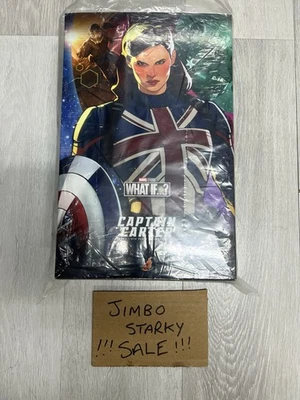 WHAT IF...?
CAPTAIN
CARTER
JIMBO
STARKY
!!! SALE!!!